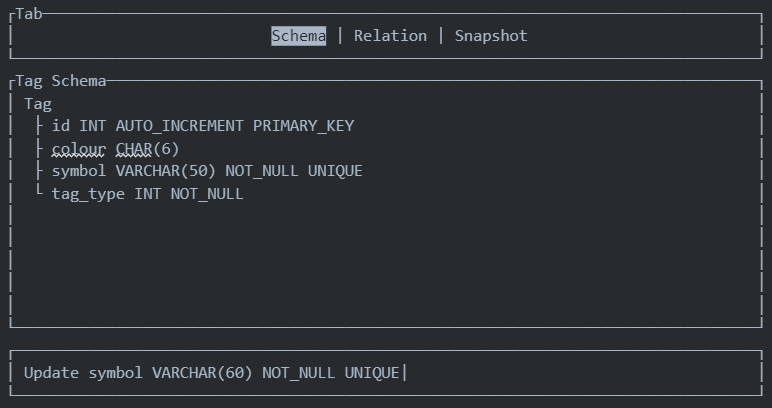 Tab
Schema | Relation | Snapshot
Tag Schema
Tag
├ id INT AUTO_INCREMENT PRIMARY_KEY
├ colour CHAR(6)
├ symbol VARCHAR(50) NOT_NULL UNIQUE
└ tag_type INT NOT_NULL
Update symbol VARCHAR(60) NOT_NULL UNIQUE